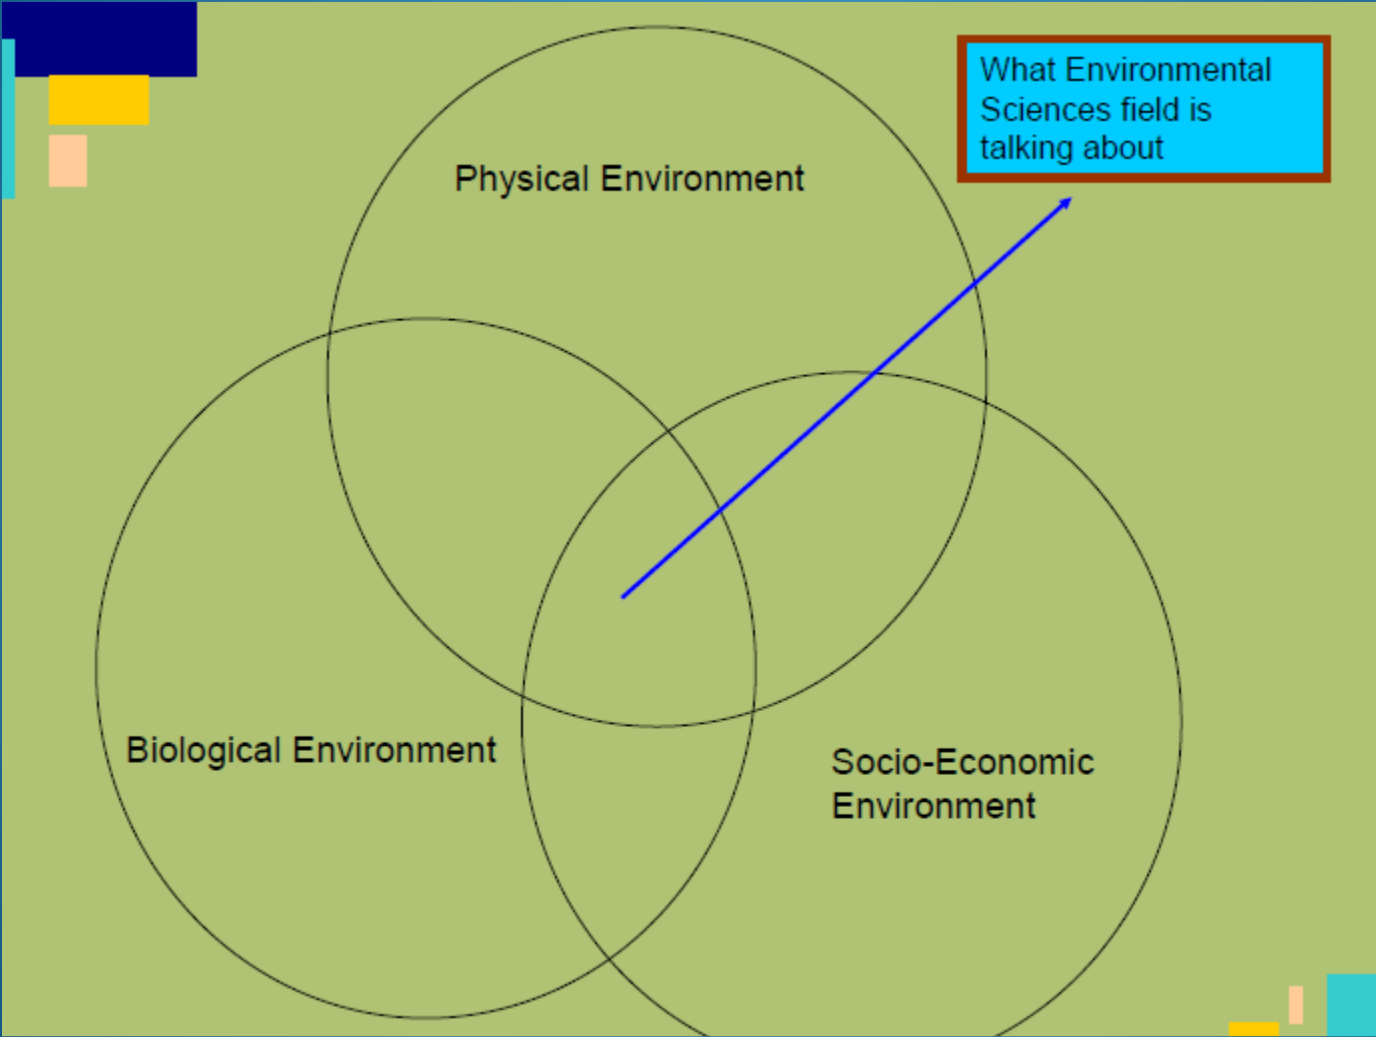 What Environmental
Sciences field is
talking about
Physical Environment
Biological Environment
Socio-Economic
Environment